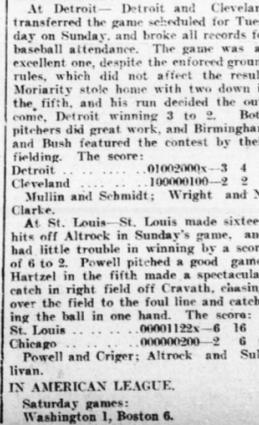 At Detroit— Detroit and Clevelan
transferred the game scheduled for Tue
day on Sunday, and broke all records f
baseball attendance. The game was a
excellent one, despite the enforced groun
rules, which did not affect the resul
Moriarity stole home with two down i
the fifth, and his run decided the ou
come, Detroit winning 3 to 2. Bot
pitchers did great work, and Birmingha
and Bush featured the contest by thei
fielding. The score:
Detroit .. .. .. .. ..01002000x—3 4
Cleveland .. .. .. ..100000100—2 2
Mullin and Schmidt; Wright and N
Clarke.
At St. Louis—St. Louis made sixtee
hits off Altrock in Sunday's game, an
had little trouble in winning by a scor
of 6 to 2. Powell pitched a good game
Hartzel in the fifth made a spectacula
catch in right field off Cravath, chasin
over the field to the foul line and catch
ing the ball in one hand. The score:
St. Louis .. .. .. .. ..00001122x—6 16
Chicago .. .. .. .. ..000000200—2 6
Powell and Criger; Altrock and Sul
livan.
IN AMERICAN LEAGUE.
Saturday games:
Washington 1, Boston 6.